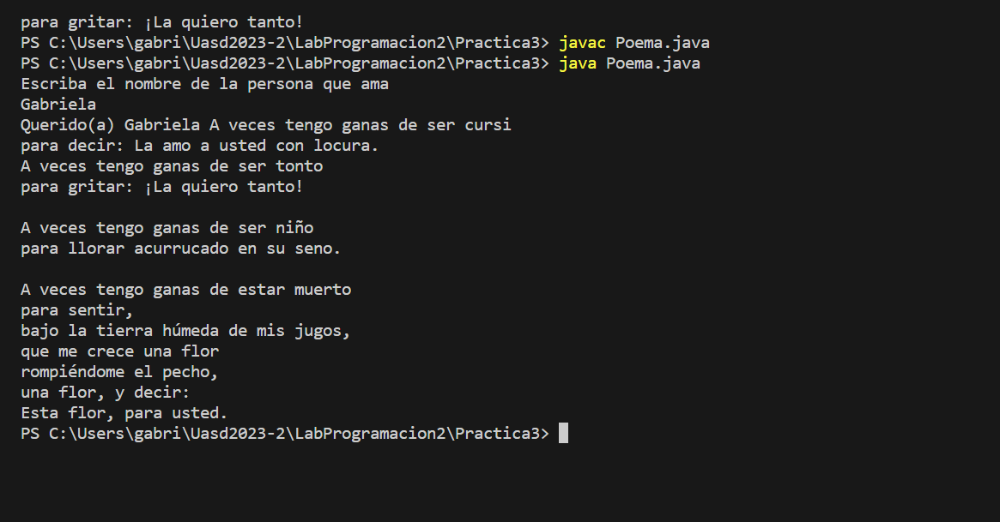 para gritar: ¡La quiero tanto!
PS C:\Users\gabri\Uasd2023-2\LabProgramacion2\Practica3> javac Poema.java
PS C:\Users\gabri\Uasd2023-2\LabProgramacion2\Practica3> java Poema.java
Escriba el nombre de la persona que ama
Gabriela
Querido(a) Gabriela A veces tengo ganas de ser cursi
para decir: La amo a usted con locura.
A veces tengo ganas de ser tonto
para gritar: ¡La quiero tanto!
A veces tengo ganas de ser niño
para llorar acurrucado en su seno.
A veces tengo ganas de estar muerto
para sentir,
bajo la tierra húmeda de mis jugos,
que me crece una flor
rompiéndome el pecho,
una flor, y decir:
Esta flor, para usted.
PS C:\Users\gabri\Uasd2023-2\LabProgramacion2\Practica3>